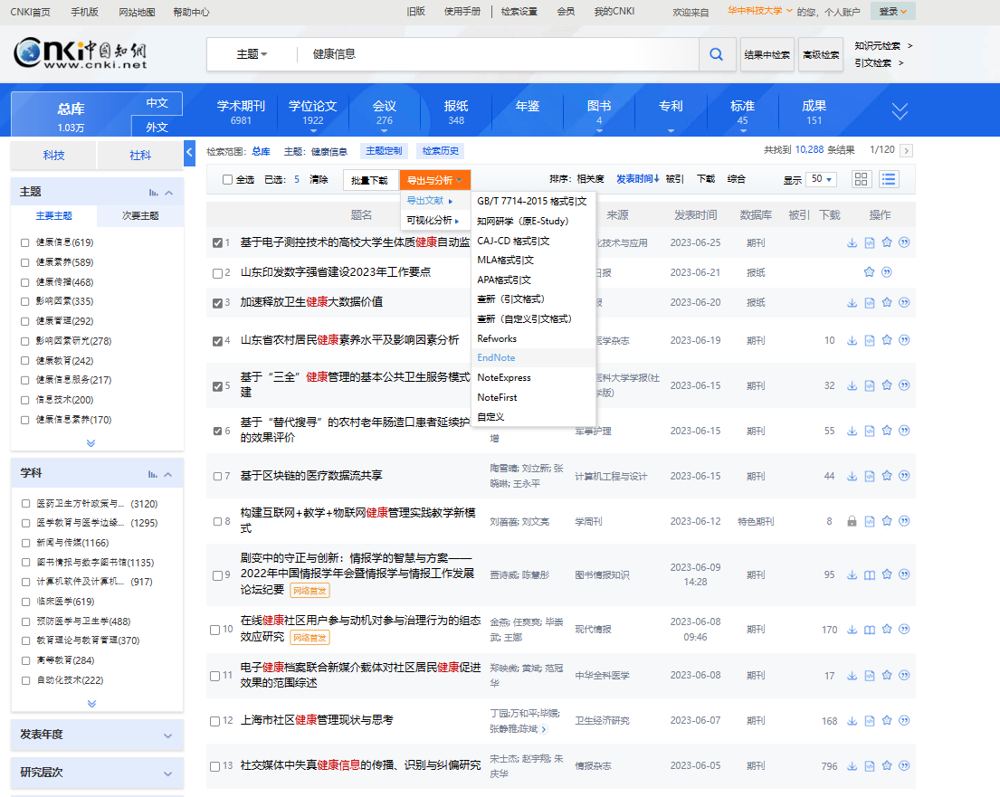 CNKI首页 手机版 网站地图 帮助中心 旧版 使用手册 检索设置 会员 我的CNKI 欢迎来自 华中科技大学 的您，个人账户 登录
Cnki中国知网
www.cnki.net
主题 健康信息 结果中检索 高级检索 知识元检索 >
引文检索 >
总库 1.03万 中文 外文
学术期刊 6981 学位论文 1922 会议 276 报纸 348 年鉴 图书 4 专利 标准 45 成果 151
科技 社科
检索范围：总库 主题：健康信息 主题定制 检索历史 共找到 10,288 条结果 1/120 >
全选 已选：5 清除 批量下载 导出与分析 排序：相关度 发表时间↓ 被引 下载 综合 显示 50
导出文献
可视化分析
GB/T 7714-2015 格式引文
知网研学（原E-Study）
CAJ-CD 格式引文
MLA格式引文
APA格式引文
查新（引文格式）
查新（自定义引文格式）
Refworks
EndNote
NoteExpress
NoteFirst
自定义
主题
主要主题 次要主题
健康信息(619)
健康素养(589)
健康传播(468)
影响因素(335)
健康管理(292)
影响因素研究(278)
健康教育(242)
健康信息服务(217)
信息技术(200)
健康信息素养(170)
学科
医药卫生方针政策与... (3120)
医学教育与医学边缘... (1295)
新闻与传媒(1166)
图书情报与数字图书馆(1135)
计算机软件及计算机... (917)
临床医学(619)
预防医学与卫生学(488)
教育理论与教育管理(370)
高等教育(284)
自动化技术(222)
发表年度
研究层次
题名 来源 发表时间 数据库 被引 下载 操作
1 基于电子测控技术的高校大学生体质健康自动监 化技术与应用 2023-06-25 期刊
2 山东印发数字强省建设2023年工作要点 日报 2023-06-21 报纸
3 加速释放卫生健康大数据价值 报 2023-06-20 报纸
4 山东省农村居民健康素养水平及影响因素分析 医学杂志 2023-06-19 期刊 10
5 基于“三全”健康管理的基本公共卫生服务模式
建 医科大学学报(社
学版) 2023-06-15 期刊 32
6 基于“替代搜寻”的农村老年肠造口患者延续护
的效果评价 增 军事护理 2023-06-15 期刊 55
7 基于区块链的医疗数据流共享 陶雪晴; 刘立新; 张
晓琳; 王永平 计算机工程与设计 2023-06-15 期刊 44
8 构建互联网+教学+物联网健康管理实践教学新模
式 刘蓓蓓; 刘文亮 学周刊 2023-06-12 特色期刊 8
9 剧变中的守正与创新：情报学的智慧与方案——
2022年中国情报学年会暨情报学与情报工作发展
论坛纪要 网络首发 贾诗威; 陈慧彤 图书情报知识 2023-06-09
14:28 期刊 95
10 在线健康社区用户参与动机对参与治理行为的组态
效应研究 网络首发 金燕; 任爽爽; 毕崇
武; 王娜 现代情报 2023-06-08
09:46 期刊 170
11 电子健康档案联合新媒介载体对社区居民健康促进
效果的范围综述 郑映微; 黄斌; 范冠
华 中华全科医学 2023-06-08 期刊 17
12 上海市社区健康管理现状与思考 丁园;万和平;毕媛;
张静雅;陈斌 > 卫生经济研究 2023-06-07 期刊 168
13 社交媒体中失真健康信息的传播、识别与纠偏研究 宋士杰; 赵宇翔; 朱
庆华 情报杂志 2023-06-05 期刊 796